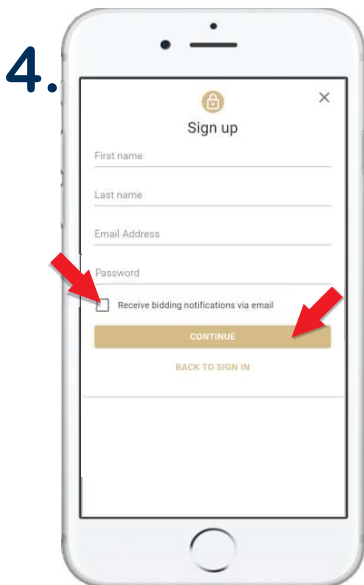 4.
Sign up
First name
Last name
Email Address
Password
Receive bidding notifications via email
CONTINUE
BACK TO SIGN IN